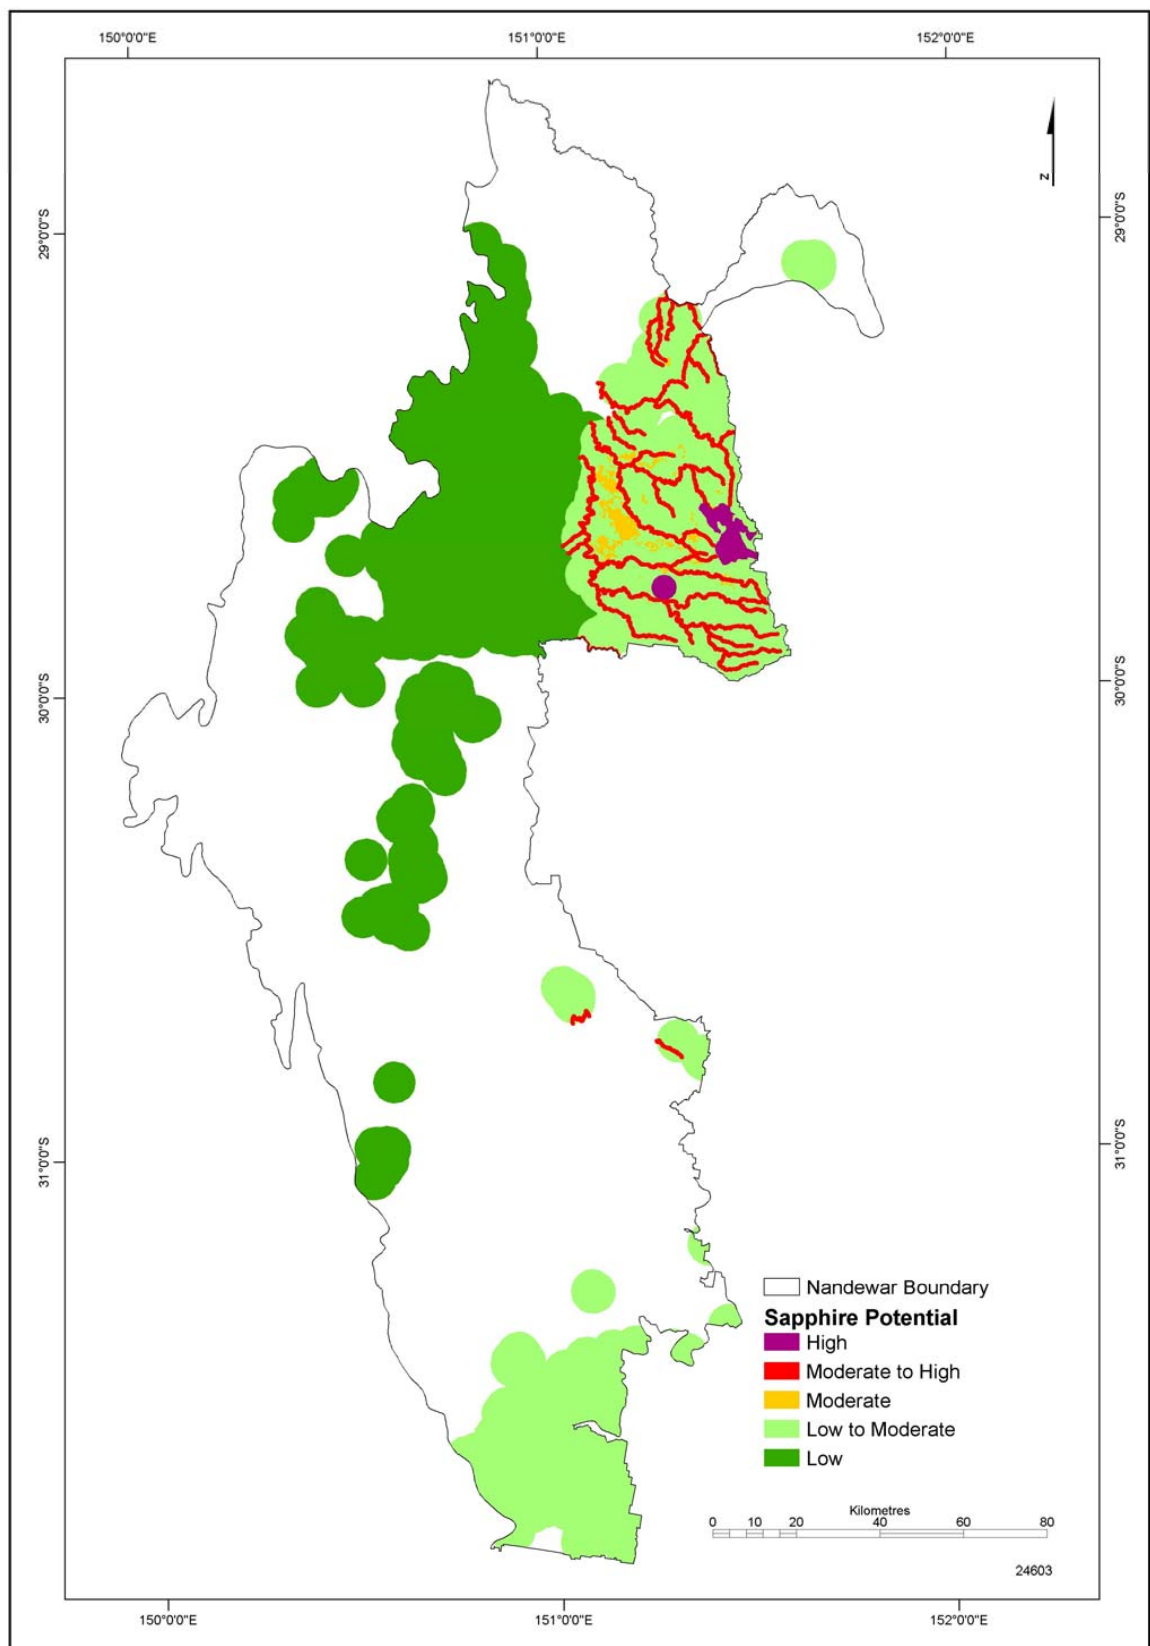 150°0'0"E
151°0'0"E
152°0'0"E
z
29°0'0"S
29°0'0"S
30°0'0"S
30°0'0"S
31°0'0"S
31°0'0"S
Nandewar Boundary
Sapphire Potential
High
Moderate to High
Moderate
Low to Moderate
Low
Kilometres
0 10 20 40 60 80
24603
150°0'0"E
151°0'0"E
152°0'0"E